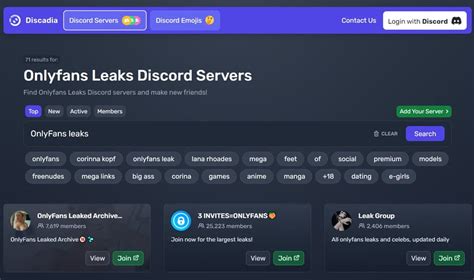 Discadia
Discord Servers
Discord Emojis
Contact Us
Login with Discord
71 results for:
Onlyfans Leaks Discord Servers
Find Onlyfans Leaks Discord servers and make new friends!
Top New Active Members
Add Your Server >
OnlyFans leaks
CLEAR
Search
onlyfans corinna kopf onlyfans leak lana rhoades mega feet of social premium models
freenudes mega links big ass corina games anime manga +18 dating e-girls
OnlyFans Leaked Archive...
7,619 members
OnlyFans Leaked Archive
View Join
3 INVITES=ONLYFANS
25,223 members
Join now for the largest leaks!
View Join
Leak Group
2,406 members
All onlyfans leaks and celebs, updated daily
View Join